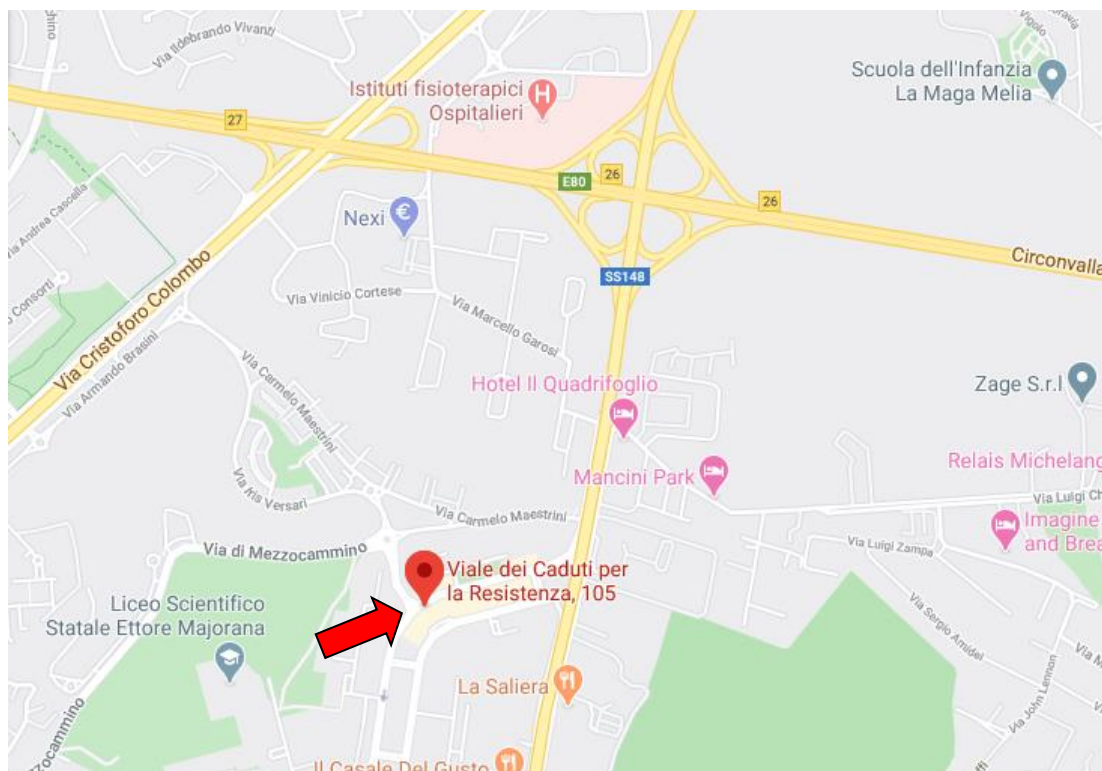 Via Ildebrando Vivanti
Istituti fisioterapici
Ospitalieri
Scuola dell'Infanzia
La Maga Melia
27
E80
26
26
Via Andrea Cascella
Nexi
Circonvalla
SS148
Consorti
Via Cristoforo Colombo
Via Vinicio Cortese
Via Marcello Garosi
Via Armando Brasini
Via Carmelo Maestrini
Hotel Il Quadrifoglio
Zage S.r.l
Mancini Park
Relais Michelang
Via Iris Versari
Via Luigi Ch
Via Carmelo Maestrini
Imagine
and Brea
Via di Mezzocammino
Via Luigi Zampa
Viale dei Caduti per
la Resistenza, 105
Liceo Scientifico
Statale Ettore Majorana
Via Sergio Amidei
La Saliera
Via John Lennon
zocammino
Il Casale Del Gusto